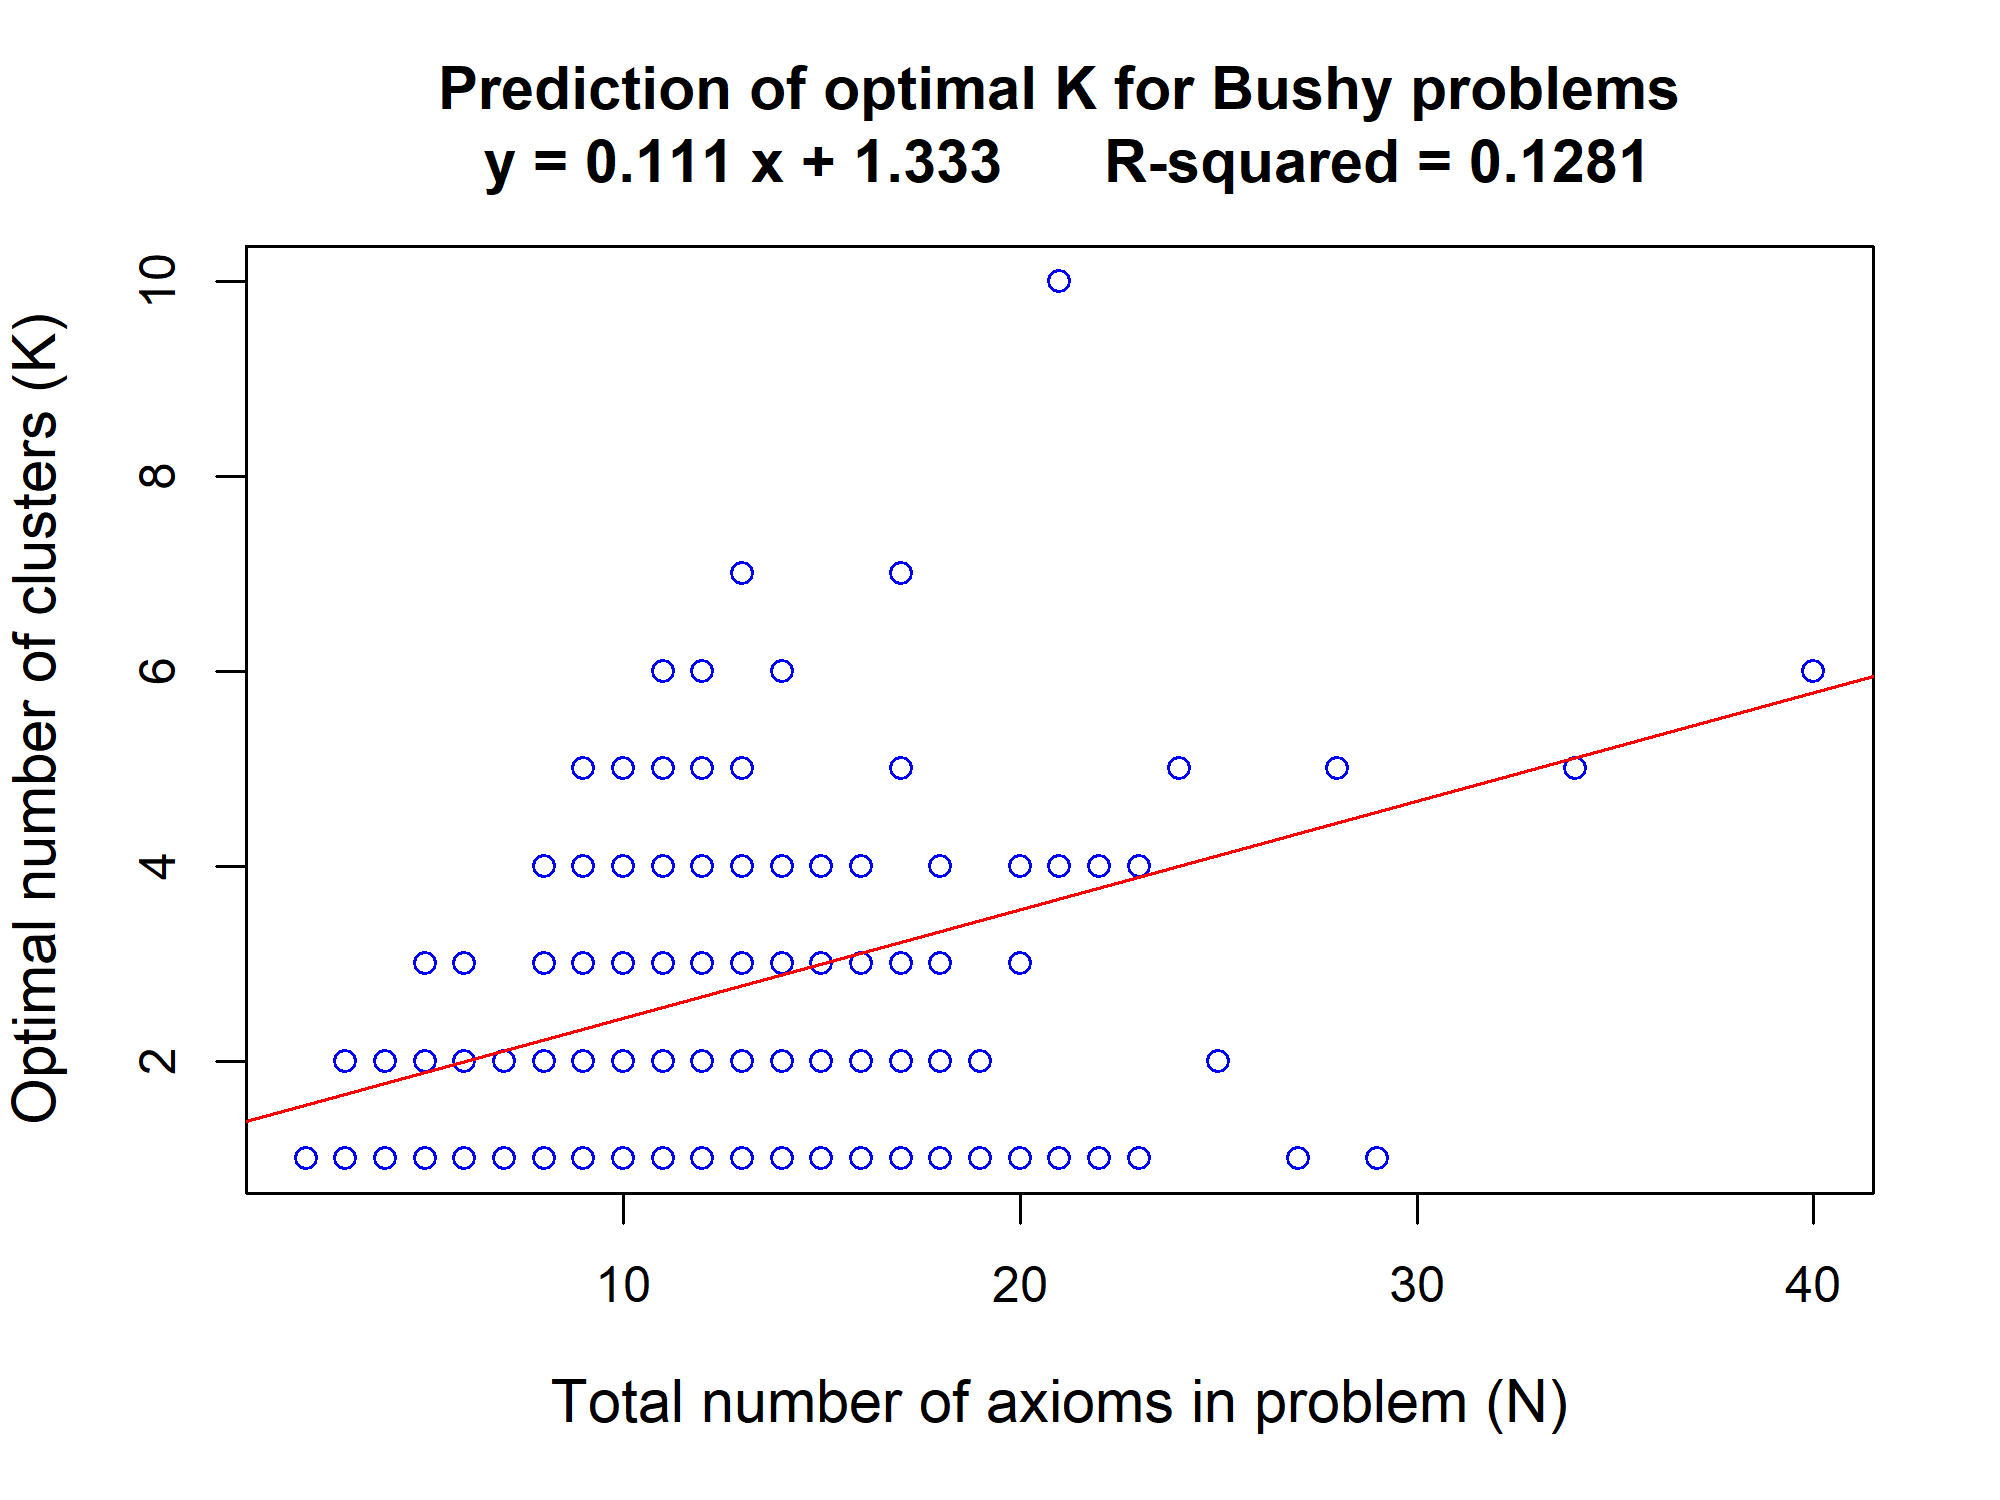 Prediction of optimal K for Bushy problems
y = 0.111 x + 1.333 R-squared = 0.1281
Optimal number of clusters (K)
10
8
6
4
2
10 20 30 40
Total number of axioms in problem (N)